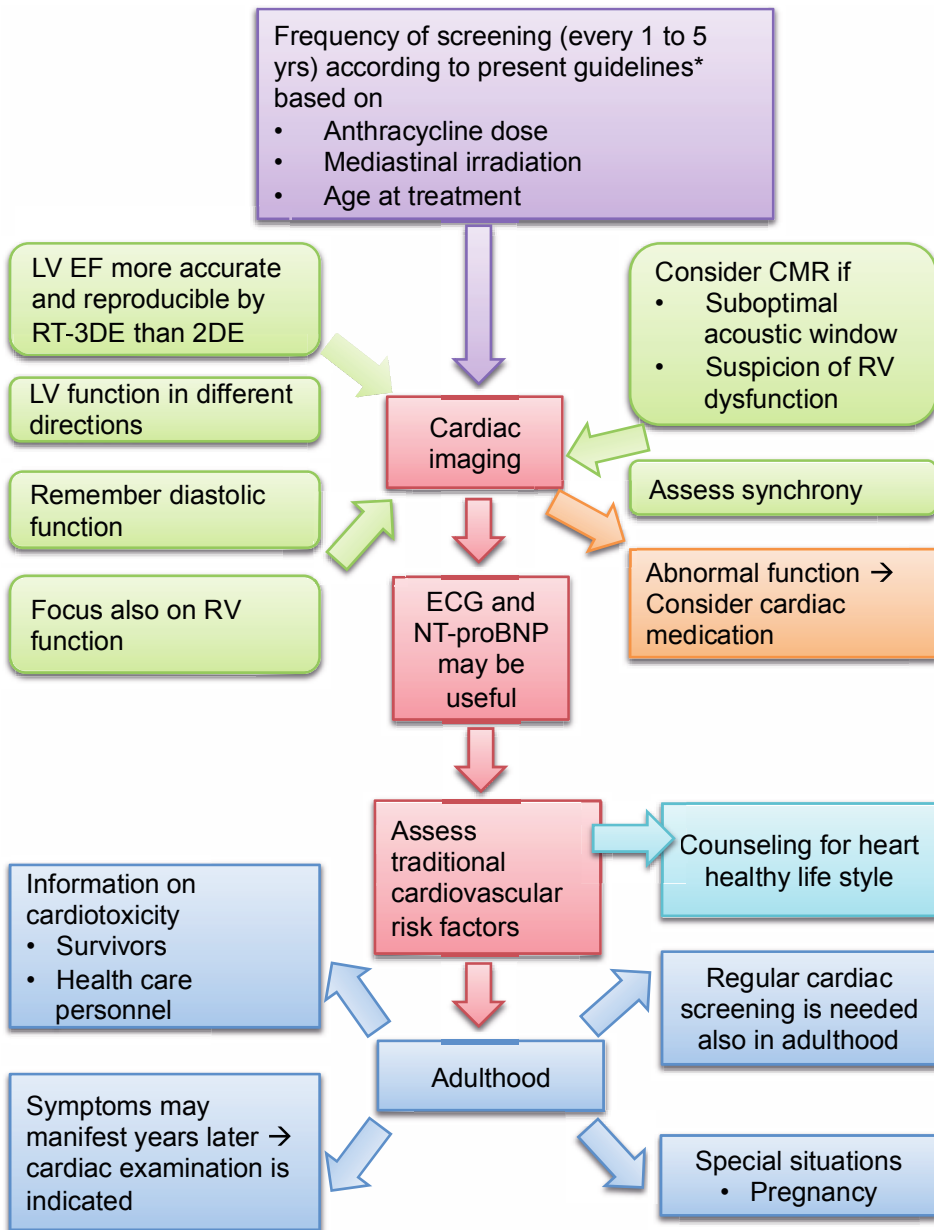 Frequency of screening (every 1 to 5
yrs) according to present guidelines*
based on
• Anthracycline dose
• Mediastinal irradiation
• Age at treatment
LV EF more accurate
and reproducible by
RT-3DE than 2DE
LV function in different
directions
Remember diastolic
function
Focus also on RV
function
Consider CMR if
• Suboptimal
acoustic window
• Suspicion of RV
dysfunction
Assess synchrony
Cardiac
imaging
Abnormal function →
Consider cardiac
medication
ECG and
NT-proBNP
may be
useful
Assess
traditional
cardiovascular
risk factors
Counseling for heart
healthy life style
Information on
cardiotoxicity
• Survivors
• Health care
personnel
Regular cardiac
screening is needed
also in adulthood
Adulthood
Symptoms may
manifest years later →
cardiac examination is
indicated
Special situations
• Pregnancy